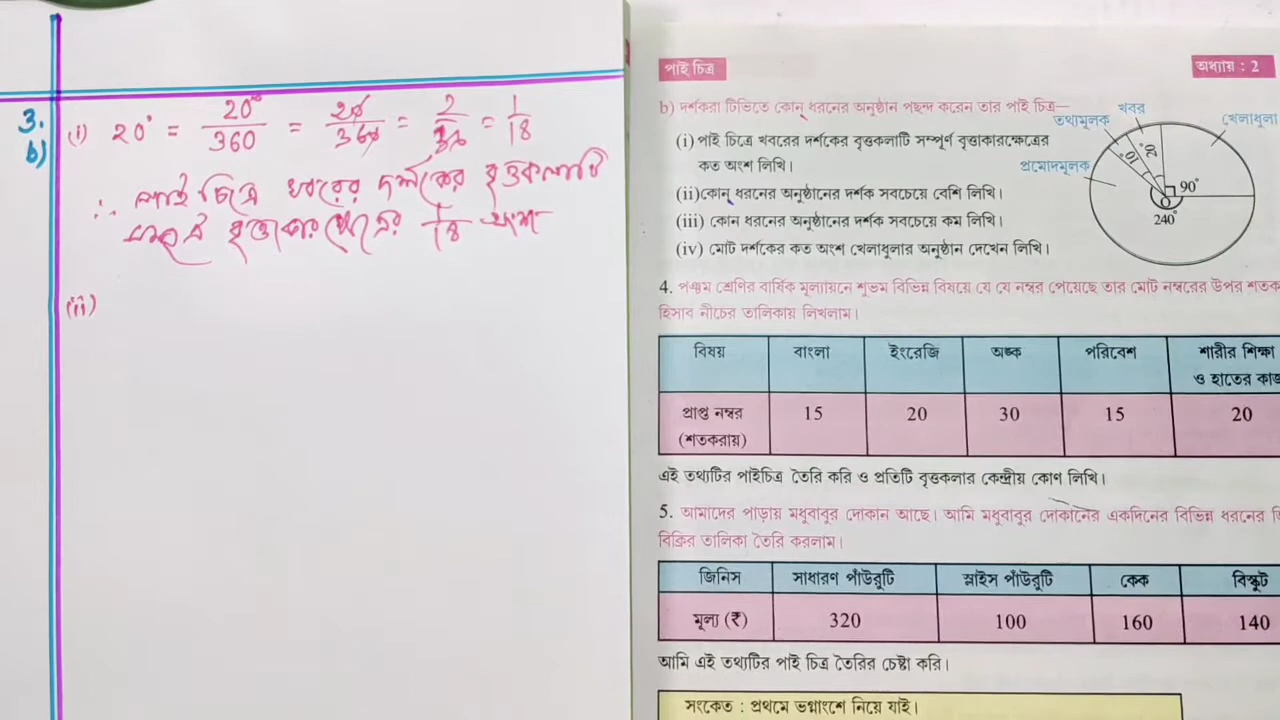 3.
b)
(i) 20° = 20°/360 = 20/360 = 2/36 = 1/18
∴ পাই চিত্রে খবরের দর্শকের বৃত্তকলাটি
সম্পূর্ণ বৃত্তাকারক্ষেত্রের 1/18 অংশ
(ii)
পাই চিত্র
অধ্যায় : 2
b) দর্শকরা টিভিতে কোন্ ধরনের অনুষ্ঠান পছন্দ করেন তার পাই চিত্র—
(i) পাই চিত্রে খবরের দর্শকের বৃত্তকলাটি সম্পূর্ণ বৃত্তাকারক্ষেত্রের
কত অংশ লিখি।
(ii) কোন্ ধরনের অনুষ্ঠানের দর্শক সবচেয়ে বেশি লিখি।
(iii) কোন ধরনের অনুষ্ঠানের দর্শক সবচেয়ে কম লিখি।
(iv) মোট দর্শকের কত অংশ খেলাধুলার অনুষ্ঠান দেখেন লিখি।
খবর
তথ্যমূলক
খেলাধুলা
প্রমোদমূলক
10°
20°
90°
O
240°
4. পঞ্চম শ্রেণির বার্ষিক মূল্যায়নে শুভম বিভিন্ন বিষয়ে যে যে নম্বর পেয়েছে তার মোট নম্বরের উপর শতক
হিসাব নীচের তালিকায় লিখলাম।
বিষয় বাংলা ইংরেজি অঙ্ক পরিবেশ শারীর শিক্ষা
ও হাতের কাজ
প্রাপ্ত নম্বর 15 20 30 15 20
(শতকরায়)
এই তথ্যটির পাইচিত্র তৈরি করি ও প্রতিটি বৃত্তকলার কেন্দ্রীয় কোণ লিখি।
5. আমাদের পাড়ায় মধুবাবুর দোকান আছে। আমি মধুবাবুর দোকানের একদিনের বিভিন্ন ধরনের
বিক্রির তালিকা তৈরি করলাম।
জিনিস সাধারণ পাঁউরুটি স্লাইস পাঁউরুটি কেক বিস্কুট
মূল্য (₹) 320 100 160 140
আমি এই তথ্যটির পাই চিত্র তৈরির চেষ্টা করি।
সংকেত : প্রথমে ভগ্নাংশে নিয়ে যাই।